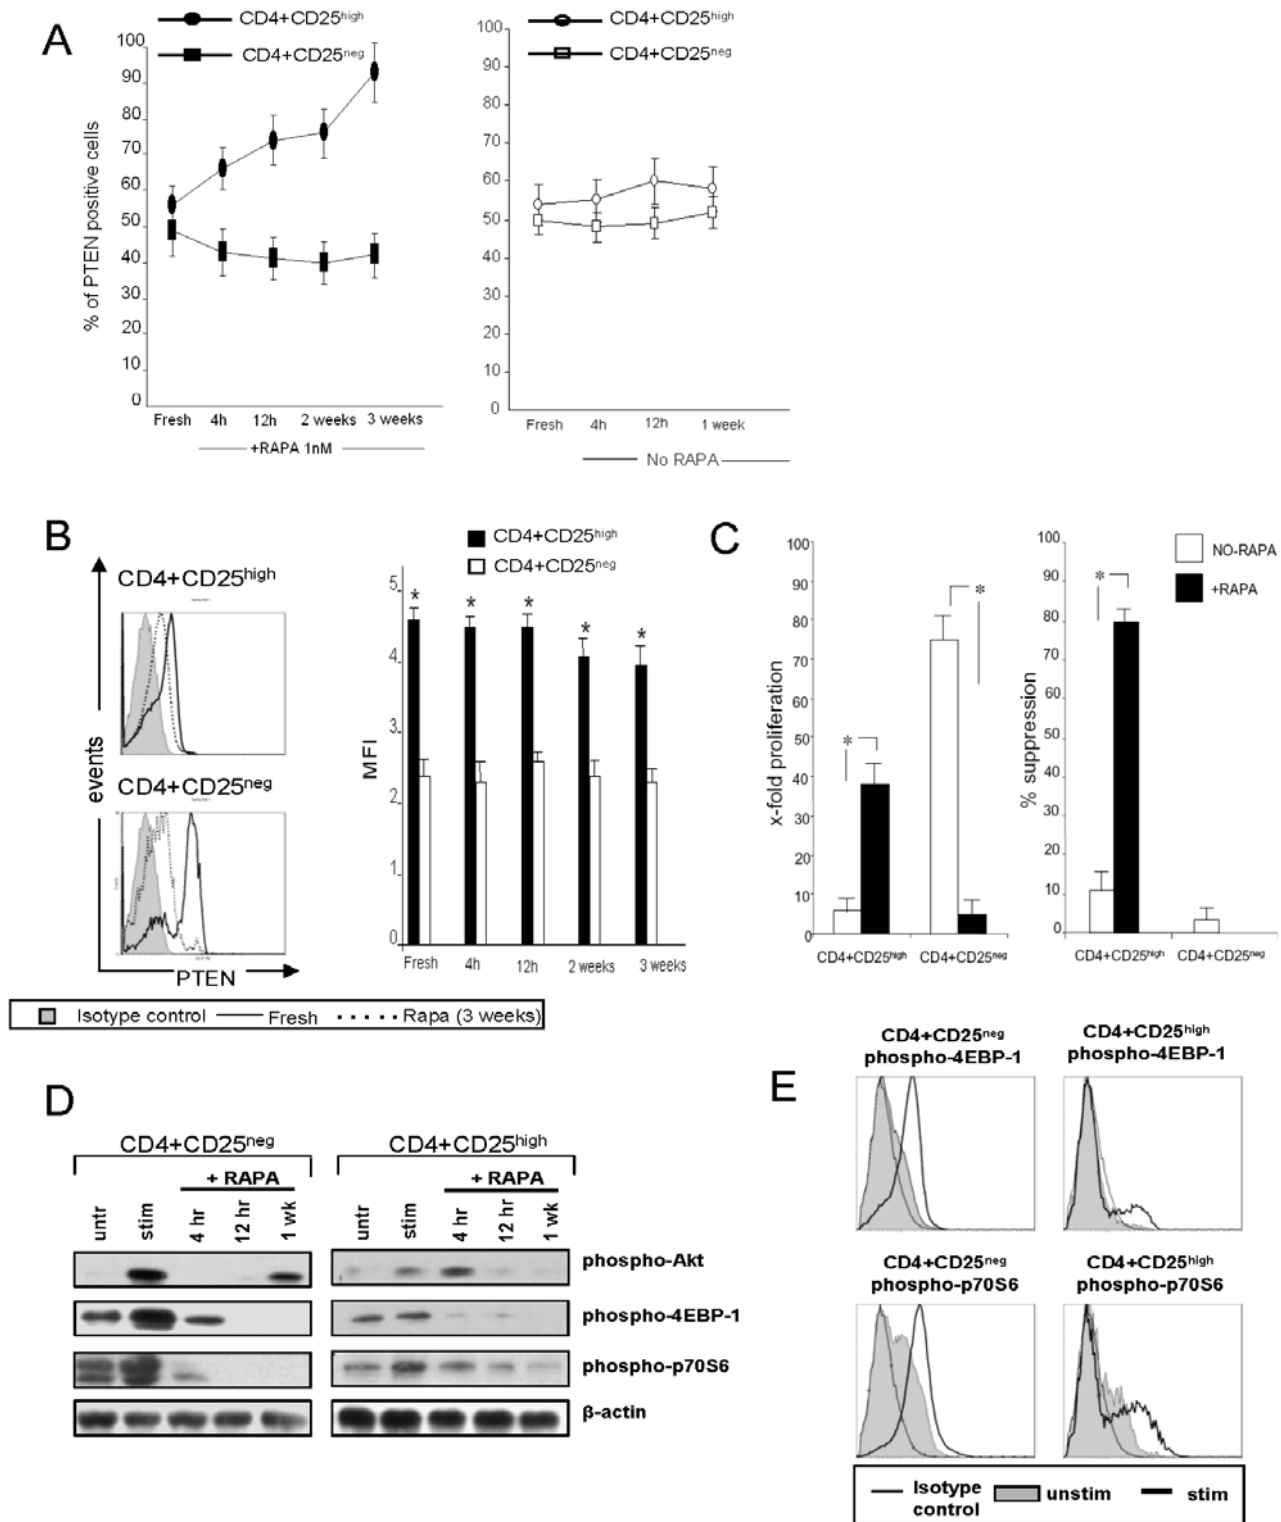 A
CD4+CD25high
CD4+CD25neg
100
90
80
70
60
50
40
30
20
10
0
% of PTEN positive cells
Fresh 4h 12h 2 weeks 3 weeks
+RAPA 1nM
CD4+CD25high
CD4+CD25neg
100
90
80
70
60
50
40
30
20
10
0
Fresh 4h 12h 1 week
No RAPA
B
CD4+CD25high
CD4+CD25neg
events
PTEN
Isotype control Fresh Rapa (3 weeks)
CD4+CD25high
CD4+CD25neg
5
4
3
2
1
0
MFI
* * * * *
Fresh 4h 12h 2 weeks 3 weeks
C
100
90
80
70
60
50
40
30
20
10
0
x-fold proliferation
* *
CD4+CD25high CD4+CD25neg
100
90
80
70
60
50
40
30
20
10
0
% suppression
*
NO-RAPA
+RAPA
CD4+CD25high CD4+CD25neg
D
CD4+CD25neg CD4+CD25high
+ RAPA + RAPA
untr stim 4 hr 12 hr 1 wk untr stim 4 hr 12 hr 1 wk
phospho-Akt
phospho-4EBP-1
phospho-p70S6
β-actin
E
CD4+CD25neg
phospho-4EBP-1
CD4+CD25high
phospho-4EBP-1
CD4+CD25neg
phospho-p70S6
CD4+CD25high
phospho-p70S6
Isotype control unstim stim